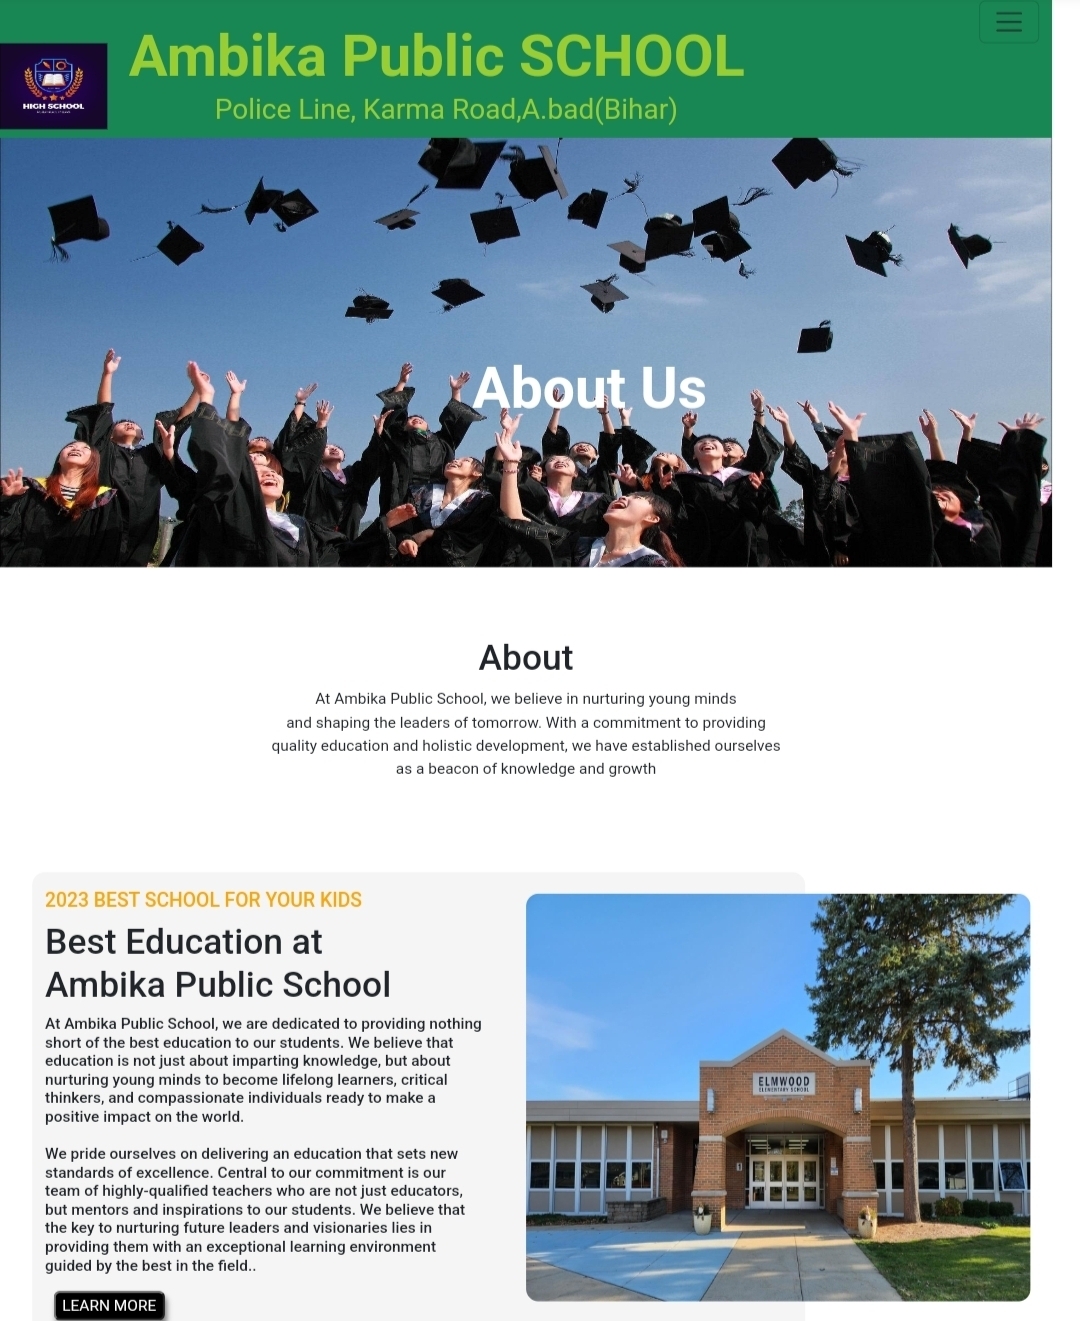 Ambika Public SCHOOL
Police Line, Karma Road,A.bad(Bihar)
HIGH SCHOOL
About Us
About
At Ambika Public School, we believe in nurturing young minds
and shaping the leaders of tomorrow. With a commitment to providing
quality education and holistic development, we have established ourselves
as a beacon of knowledge and growth
2023 BEST SCHOOL FOR YOUR KIDS
Best Education at
Ambika Public School
At Ambika Public School, we are dedicated to providing nothing
short of the best education to our students. We believe that
education is not just about imparting knowledge, but about
nurturing young minds to become lifelong learners, critical
thinkers, and compassionate individuals ready to make a
positive impact on the world.
We pride ourselves on delivering an education that sets new
standards of excellence. Central to our commitment is our
team of highly-qualified teachers who are not just educators,
but mentors and inspirations to our students. We believe that
the key to nurturing future leaders and visionaries lies in
providing them with an exceptional learning environment
guided by the best in the field..
LEARN MORE
ELMWOOD
ELEMENTARY SCHOOL